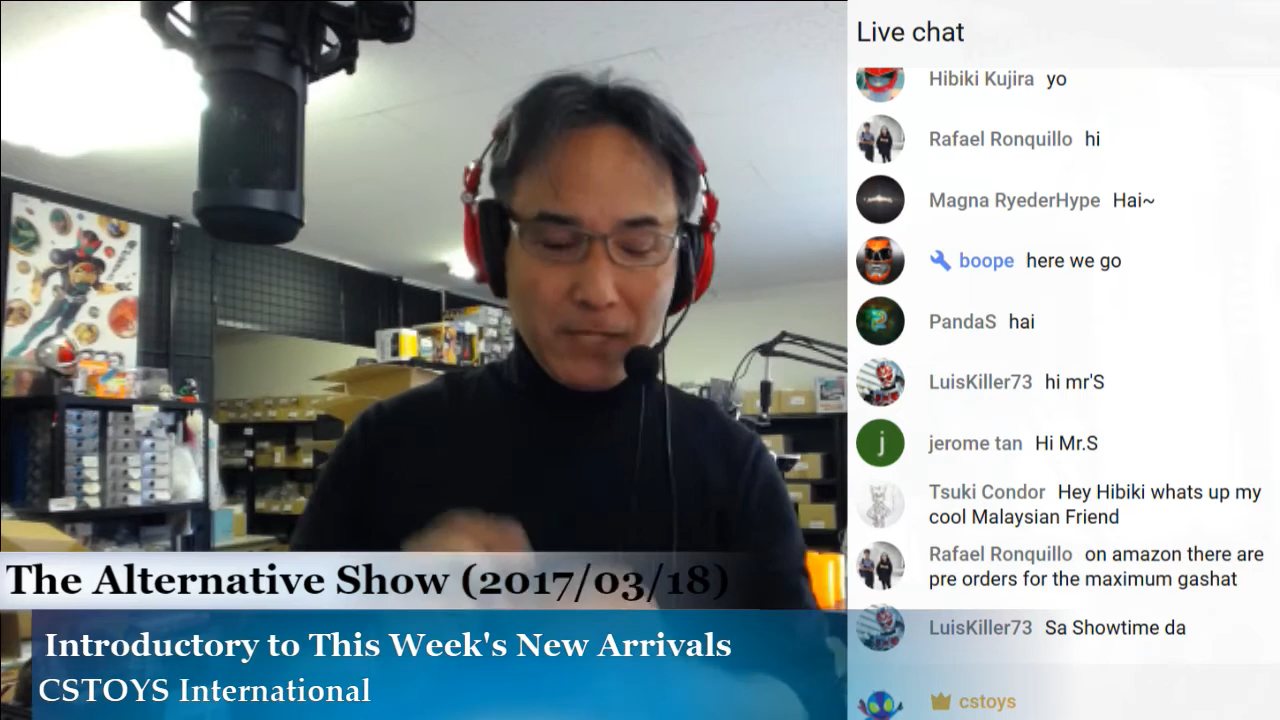 Live chat
Hibiki Kujira yo
Rafael Ronquillo hi
Magna RyederHype Hai~
boope here we go
PandaS hai
LuisKiller73 hi mr'S
j jerome tan Hi Mr.S
Tsuki Condor Hey Hibiki whats up my
cool Malaysian Friend
Rafael Ronquillo on amazon there are
pre orders for the maximum gashat
LuisKiller73 Sa Showtime da
cstoys
The Alternative Show (2017/03/18)
Introductory to This Week's New Arrivals
CSTOYS International